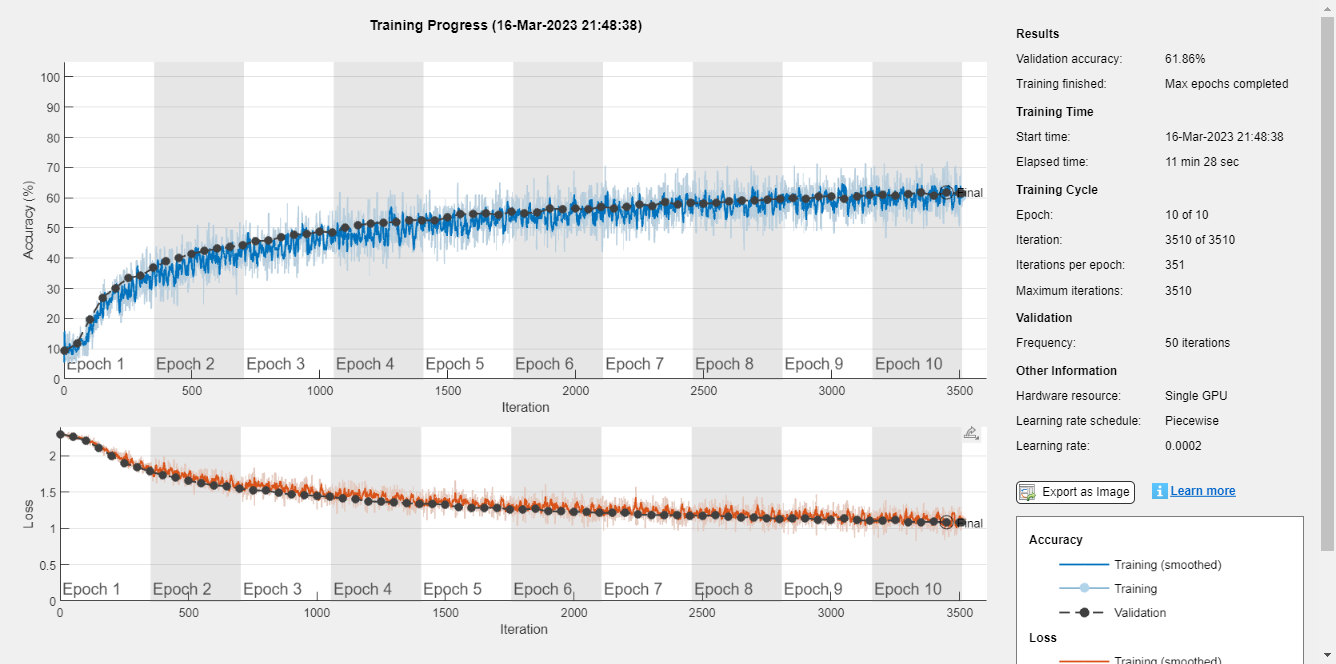 Training Progress (16-Mar-2023 21:48:38)
100
90
80
70
60
50
40
30
20
10
0
Accuracy (%)
Final
Epoch 1 Epoch 2 Epoch 3 Epoch 4 Epoch 5 Epoch 6 Epoch 7 Epoch 8 Epoch 9 Epoch 10
0 500 1000 1500 2000 2500 3000 3500
Iteration
2
1.5
1
0.5
0
Loss
Final
Epoch 1 Epoch 2 Epoch 3 Epoch 4 Epoch 5 Epoch 6 Epoch 7 Epoch 8 Epoch 9 Epoch 10
0 500 1000 1500 2000 2500 3000 3500
Iteration
Results
Validation accuracy: 61.86%
Training finished: Max epochs completed
Training Time
Start time: 16-Mar-2023 21:48:38
Elapsed time: 11 min 28 sec
Training Cycle
Epoch: 10 of 10
Iteration: 3510 of 3510
Iterations per epoch: 351
Maximum iterations: 3510
Validation
Frequency: 50 iterations
Other Information
Hardware resource: Single GPU
Learning rate schedule: Piecewise
Learning rate: 0.0002
Export as Image
Learn more
Accuracy
Training (smoothed)
Training
Validation
Loss
Training (smoothed)